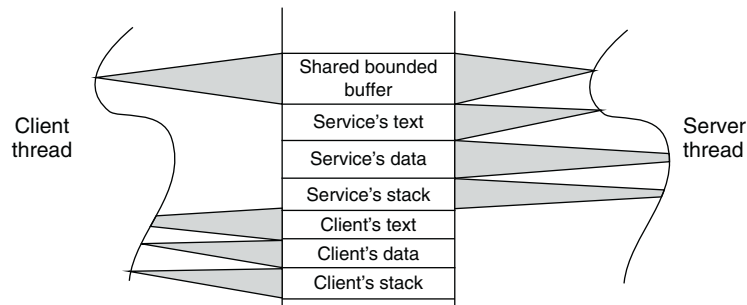 Client
thread
Shared bounded
buffer
Service's text
Service's data
Service's stack
Client's text
Client's data
Client's stack
Server
thread